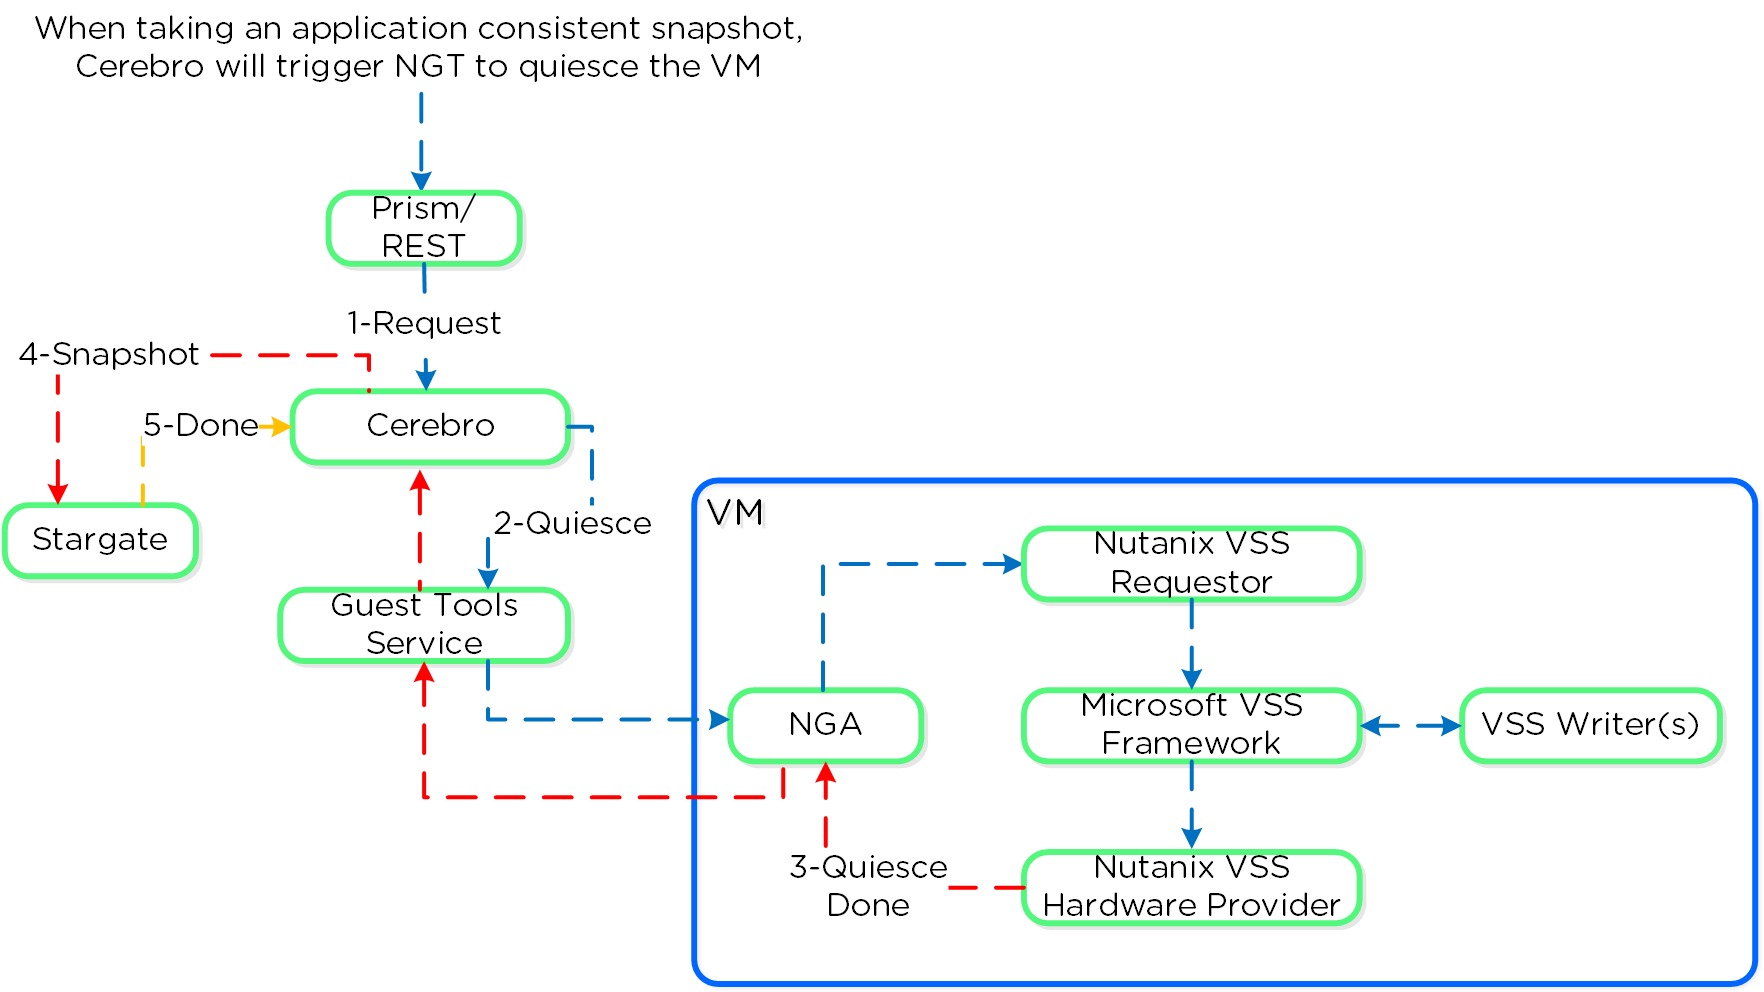 When taking an application consistent snapshot,
Cerebro will trigger NGT to quiesce the VM
Prism/
REST
1-Request
4-Snapshot
5-Done
Cerebro
2-Quiesce
Stargate
Guest Tools
Service
VM
Nutanix VSS
Requestor
NGA
Microsoft VSS
Framework
VSS Writer(s)
3-Quiesce
Done
Nutanix VSS
Hardware Provider